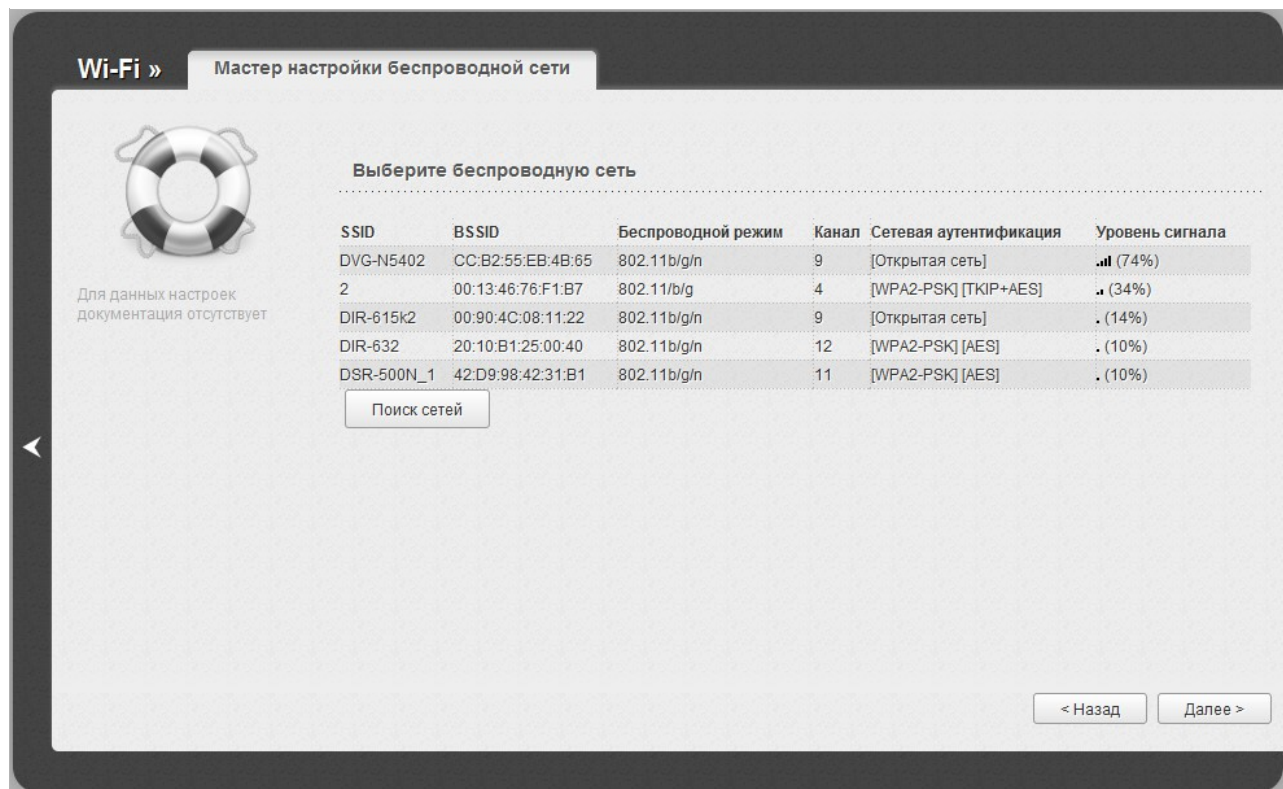 Wi-Fi » Мастер настройки беспроводной сети
Выберите беспроводную сеть
SSID BSSID Беспроводной режим Канал Сетевая аутентификация Уровень сигнала
DVG-N5402 CC:B2:55:EB:4B:65 802.11b/g/n 9 [Открытая сеть] (74%)
2 00:13:46:76:F1:B7 802.11/b/g 4 [WPA2-PSK] [TKIP+AES] (34%)
DIR-615k2 00:90:4C:08:11:22 802.11b/g/n 9 [Открытая сеть] (14%)
DIR-632 20:10:B1:25:00:40 802.11b/g/n 12 [WPA2-PSK] [AES] (10%)
DSR-500N_1 42:D9:98:42:31:B1 802.11b/g/n 11 [WPA2-PSK] [AES] (10%)
Для данных настроек
документация отсутствует
Поиск сетей
< Назад Далее >